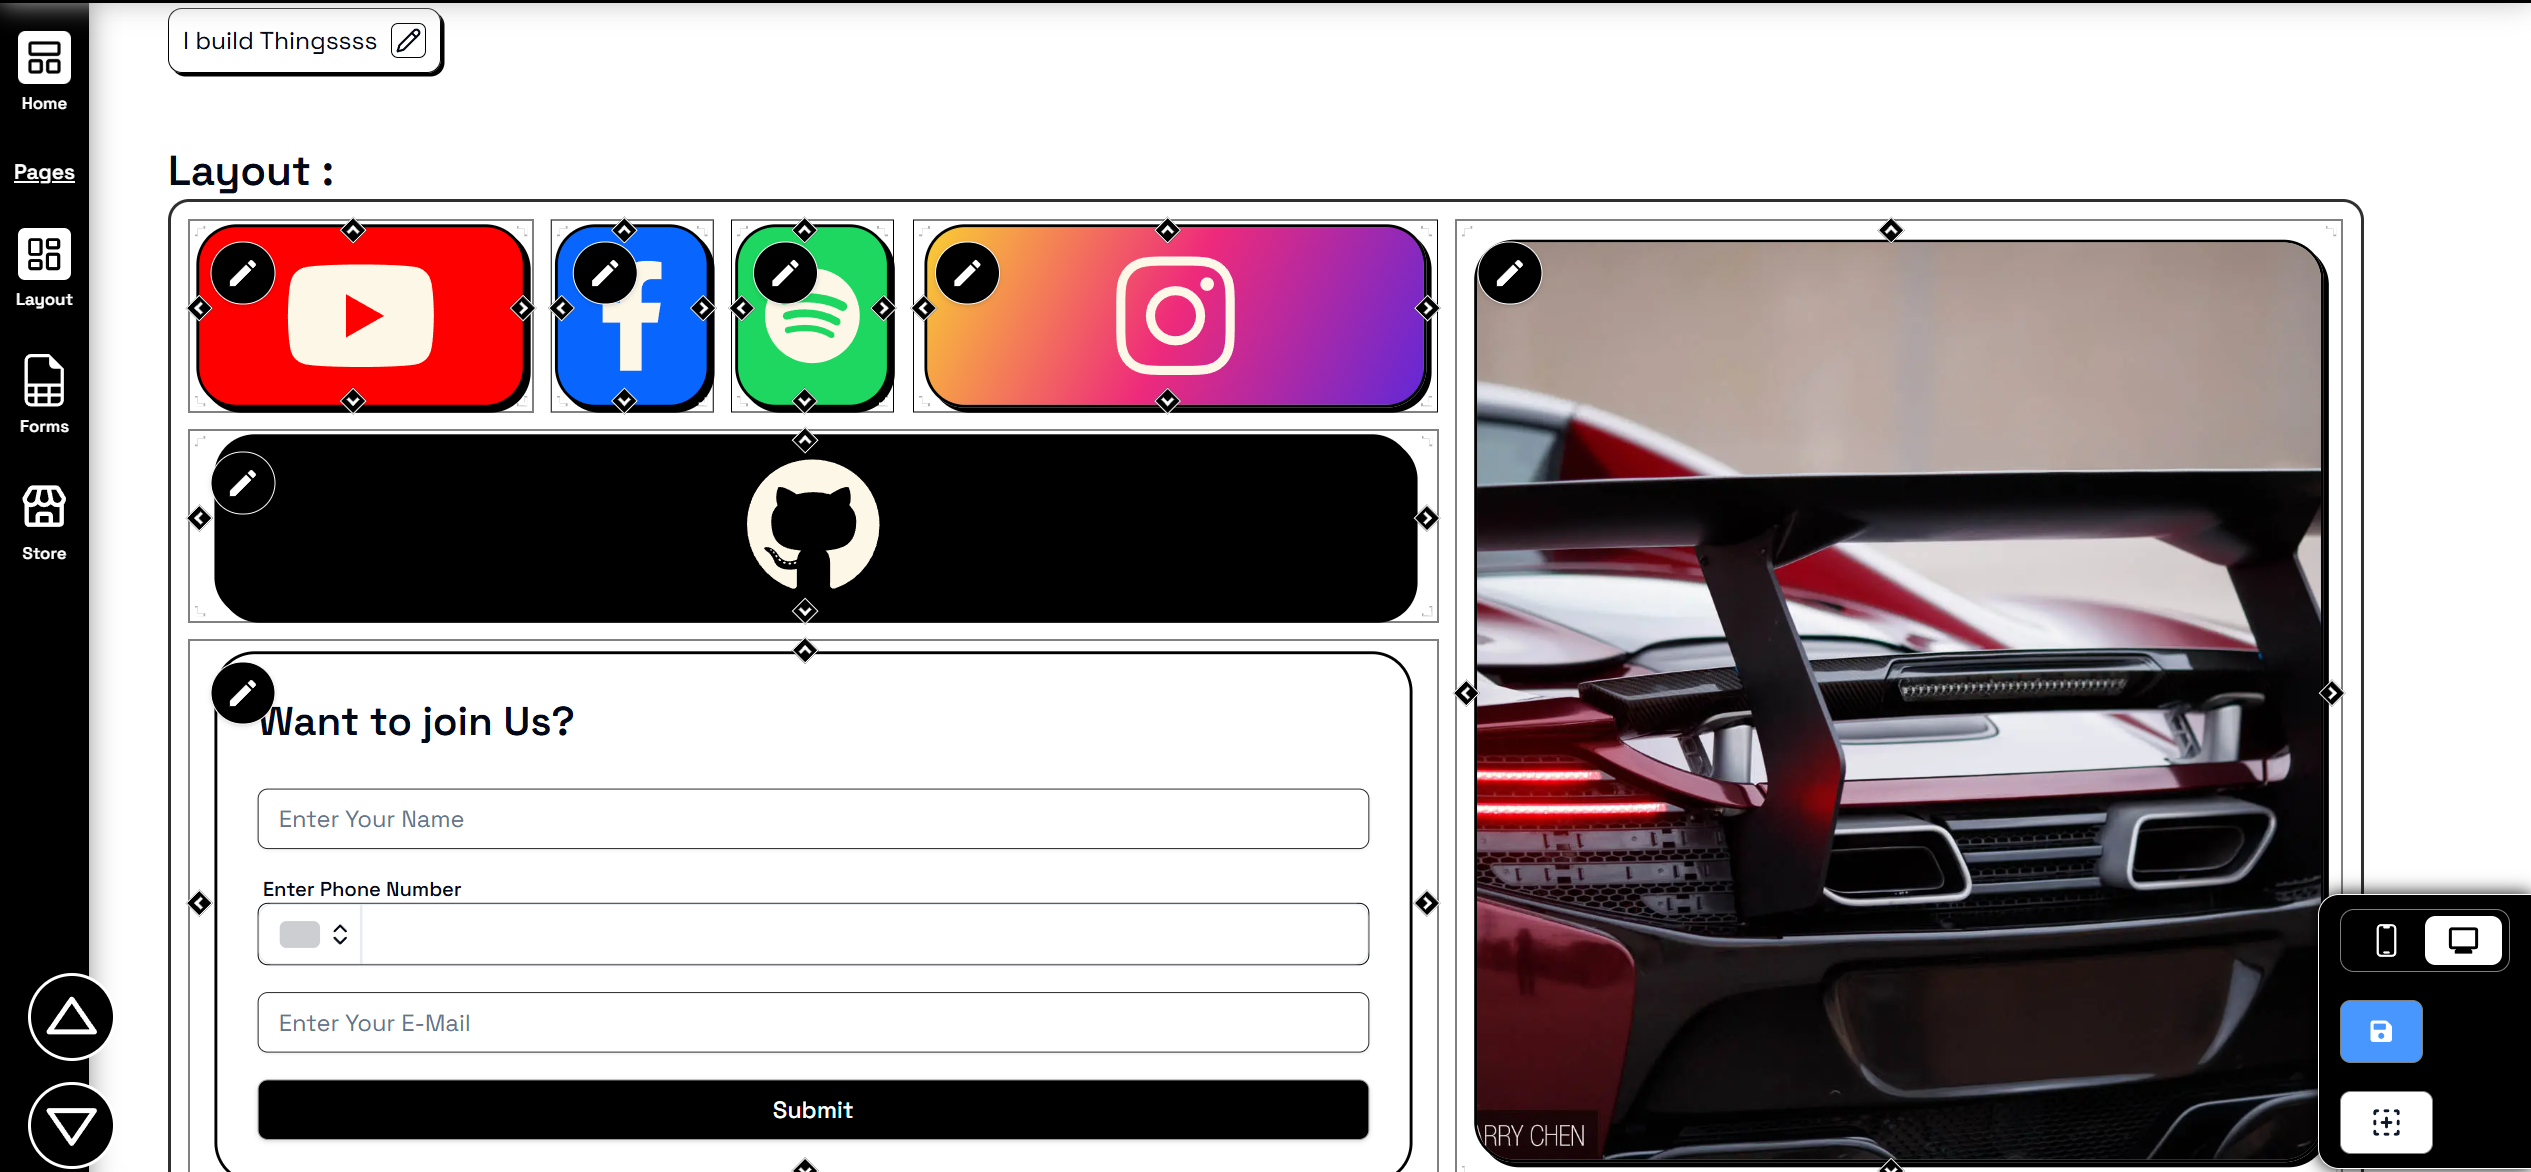 I build Thingssss
Home
Pages
Layout
Forms
Store
Layout :
Want to join Us?
Enter Your Name
Enter Phone Number
Enter Your E-Mail
Submit
RRY CHEN